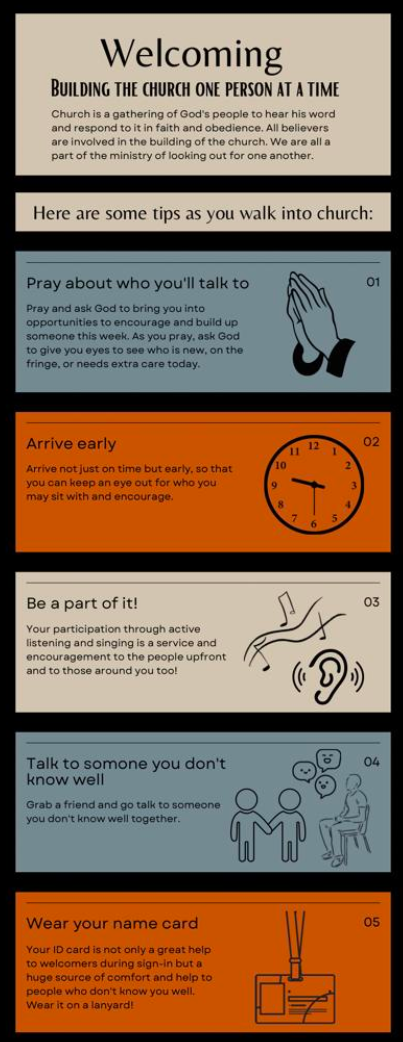 Welcoming
BUILDING THE CHURCH ONE PERSON AT A TIME
Church is a gathering of God's people to hear his word
and respond to it in faith and obedience. All believers
are involved in the building of the church. We are all a
part of the ministry of looking out for one another.
Here are some tips as you walk into church:
Pray about who you'll talk to
01
Pray and ask God to bring you into
opportunities to encourage and build up
someone this week. As you pray, ask God
to give you eyes to see who is new, on the
fringe, or needs extra care today.
Arrive early
02
Arrive not just on time but early, so that
you can keep an eye out for who you
may sit with and encourage.
12
1
2
3
4
5
6
7
8
9
10
11
Be a part of it!
03
Your participation through active
listening and singing is a service and
encouragement to the people upfront
and to those around you too!
Talk to somone you don't
know well
04
Grab a friend and go talk to someone
you don't know well together.
Wear your name card
05
Your ID card is not only a great help
to welcomers during sign-in but a
huge source of comfort and help to
people who don't know you well.
Wear it on a lanyard!